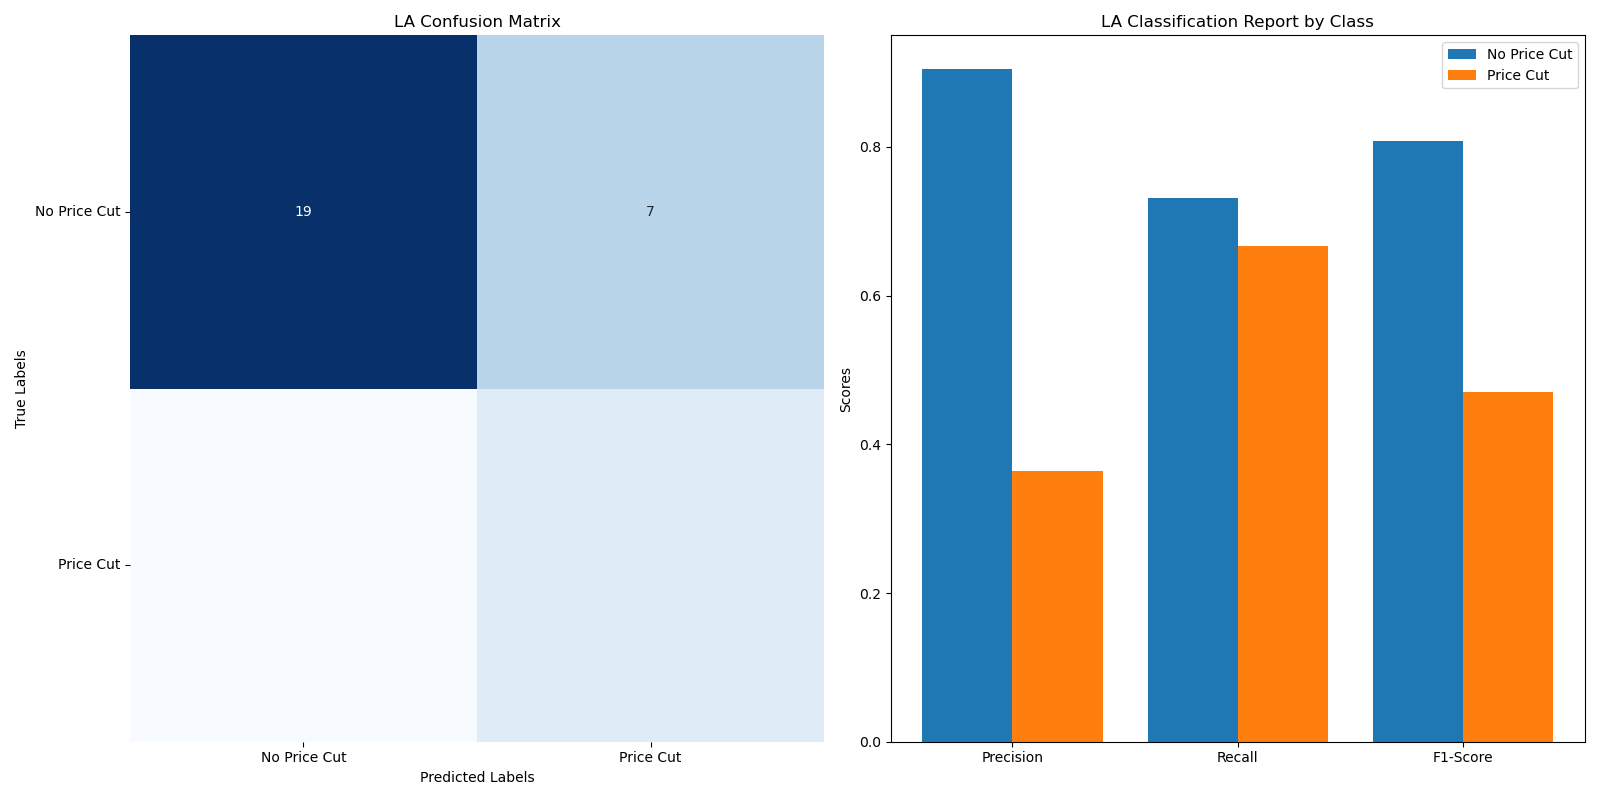 LA Confusion Matrix
True Labels
No Price Cut
Price Cut
19
7
No Price Cut
Price Cut
Predicted Labels
LA Classification Report by Class
No Price Cut
Price Cut
Scores
0.8
0.6
0.4
0.2
0.0
Precision
Recall
F1-Score